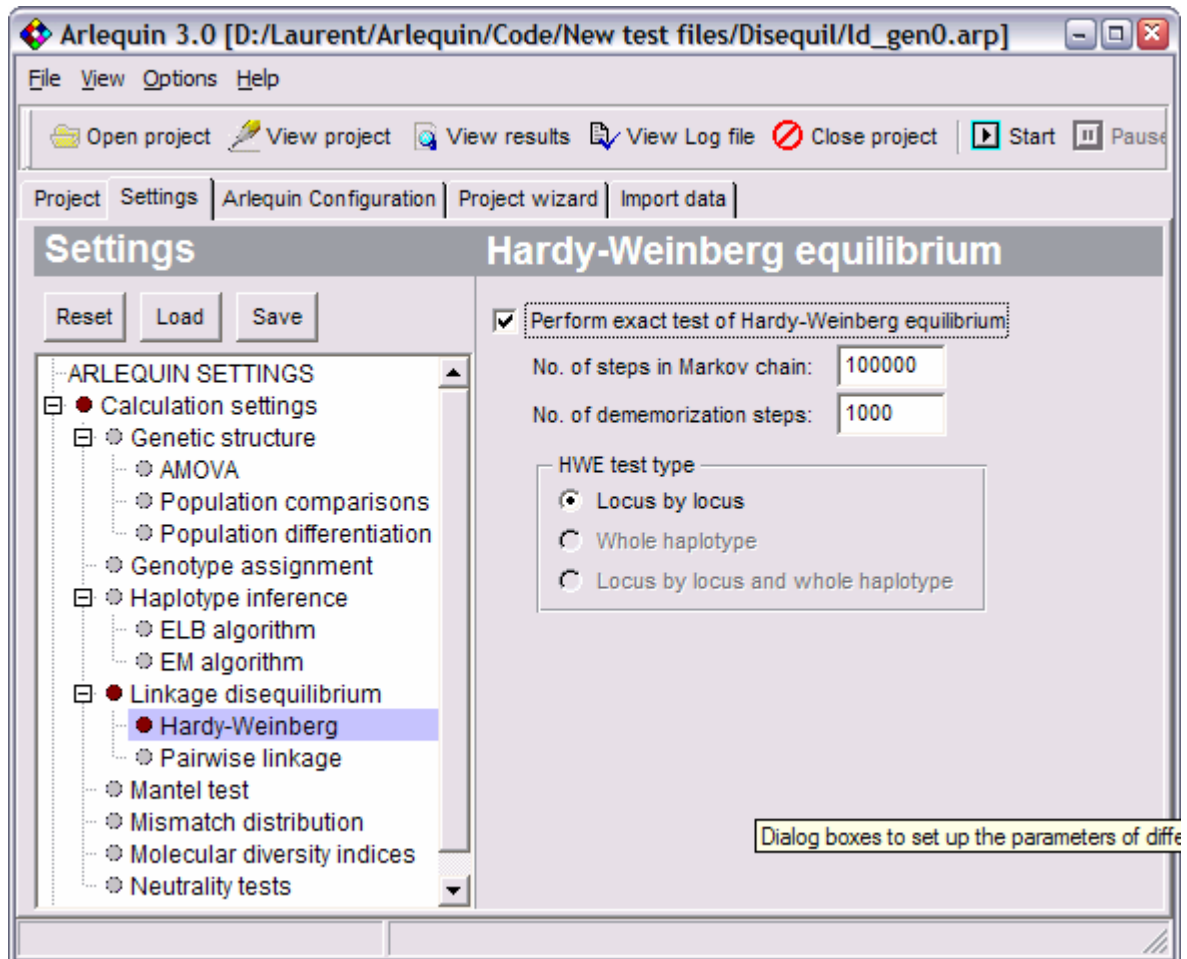 Arlequin 3.0 [D:/Laurent/Arlequin/Code/New test files/Disequil/ld_gen0.arp]
File View Options Help
Open project View project View results View Log file Close project Start Pause
Project Settings Arlequin Configuration Project wizard Import data
Settings
Hardy-Weinberg equilibrium
Reset Load Save
ARLEQUIN SETTINGS
Calculation settings
Genetic structure
AMOVA
Population comparisons
Population differentiation
Genotype assignment
Haplotype inference
ELB algorithm
EM algorithm
Linkage disequilibrium
Hardy-Weinberg
Pairwise linkage
Mantel test
Mismatch distribution
Molecular diversity indices
Neutrality tests
Perform exact test of Hardy-Weinberg equilibrium
No. of steps in Markov chain: 100000
No. of dememorization steps: 1000
HWE test type
Locus by locus
Whole haplotype
Locus by locus and whole haplotype
Dialog boxes to set up the parameters of diffe